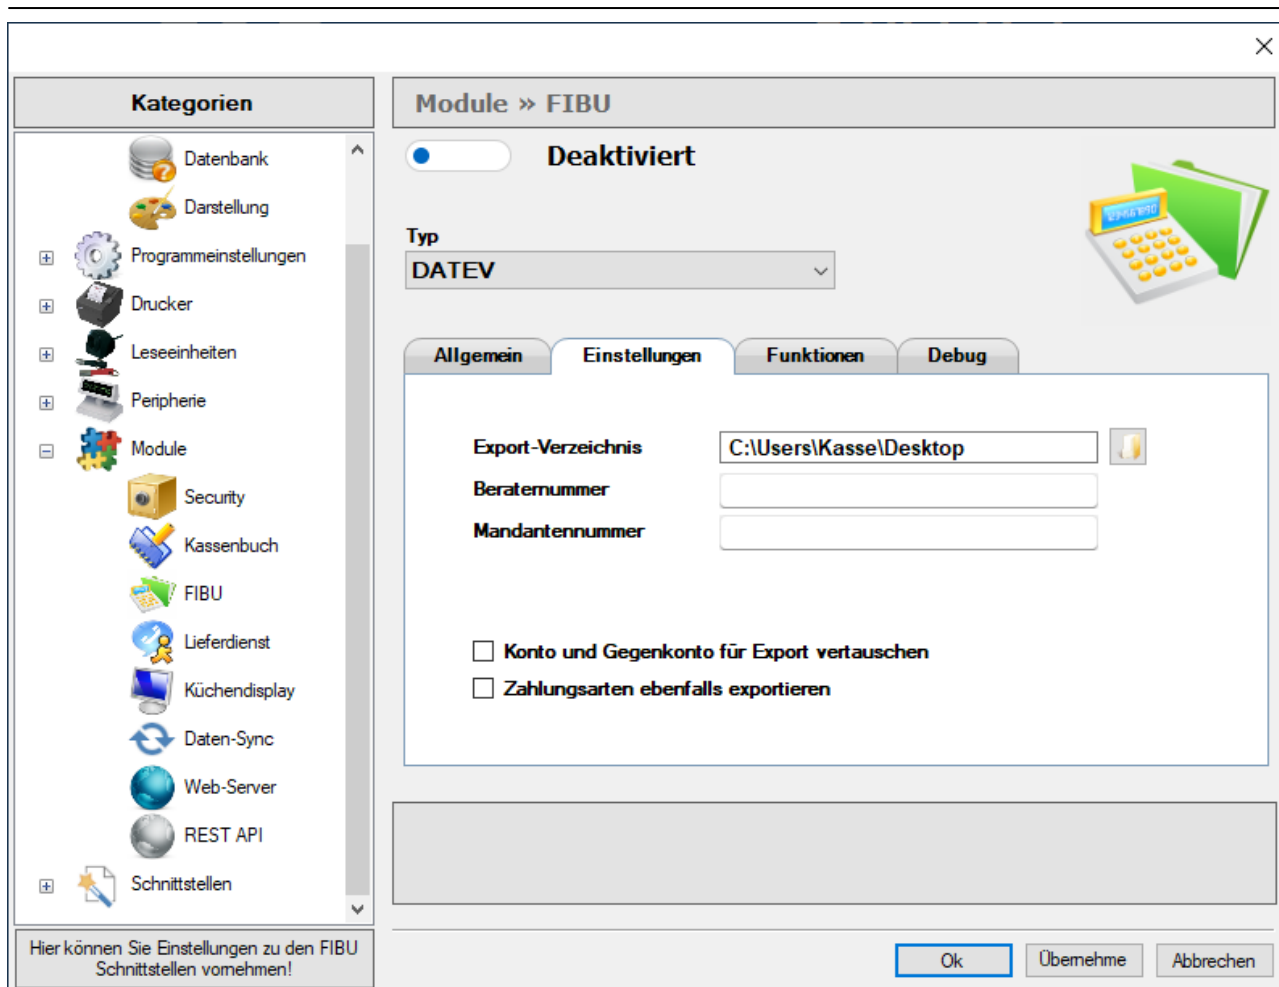 Kategorien
Datenbank
Darstellung
Programmeinstellungen
Drucker
Leseeinheiten
Peripherie
Module
Security
Kassenbuch
FIBU
Lieferdienst
Küchendisplay
Daten-Sync
Web-Server
REST API
Schnittstellen
Hier können Sie Einstellungen zu den FIBU
Schnittstellen vornehmen!
Module » FIBU
Deaktiviert
Typ
DATEV
Allgemein
Einstellungen
Funktionen
Debug
Export-Verzeichnis
C:\Users\Kasse\Desktop
Beraternummer
Mandantennummer
Konto und Gegenkonto für Export vertauschen
Zahlungsarten ebenfalls exportieren
Ok
Übernehme
Abbrechen